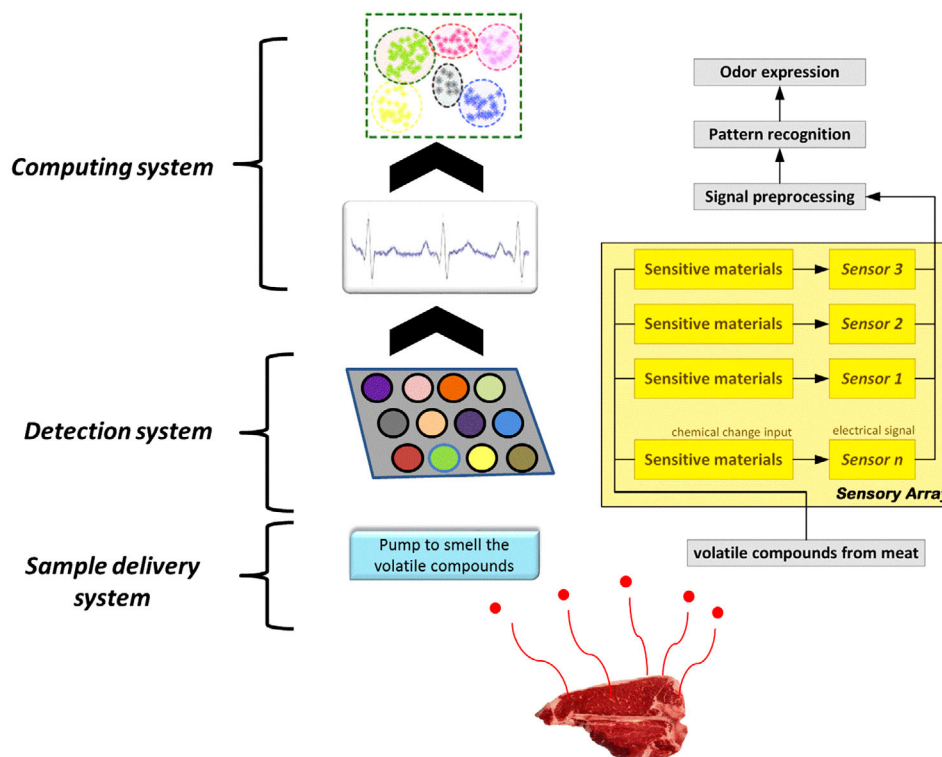 Computing system
Detection system
Sample delivery
system
Pump to smell the
volatile compounds
Odor expression
Pattern recognition
Signal preprocessing
Sensitive materials
Sensor 3
Sensitive materials
Sensor 2
Sensitive materials
Sensor 1
chemical change input
electrical signal
Sensitive materials
Sensor n
Sensory Array
volatile compounds from meat